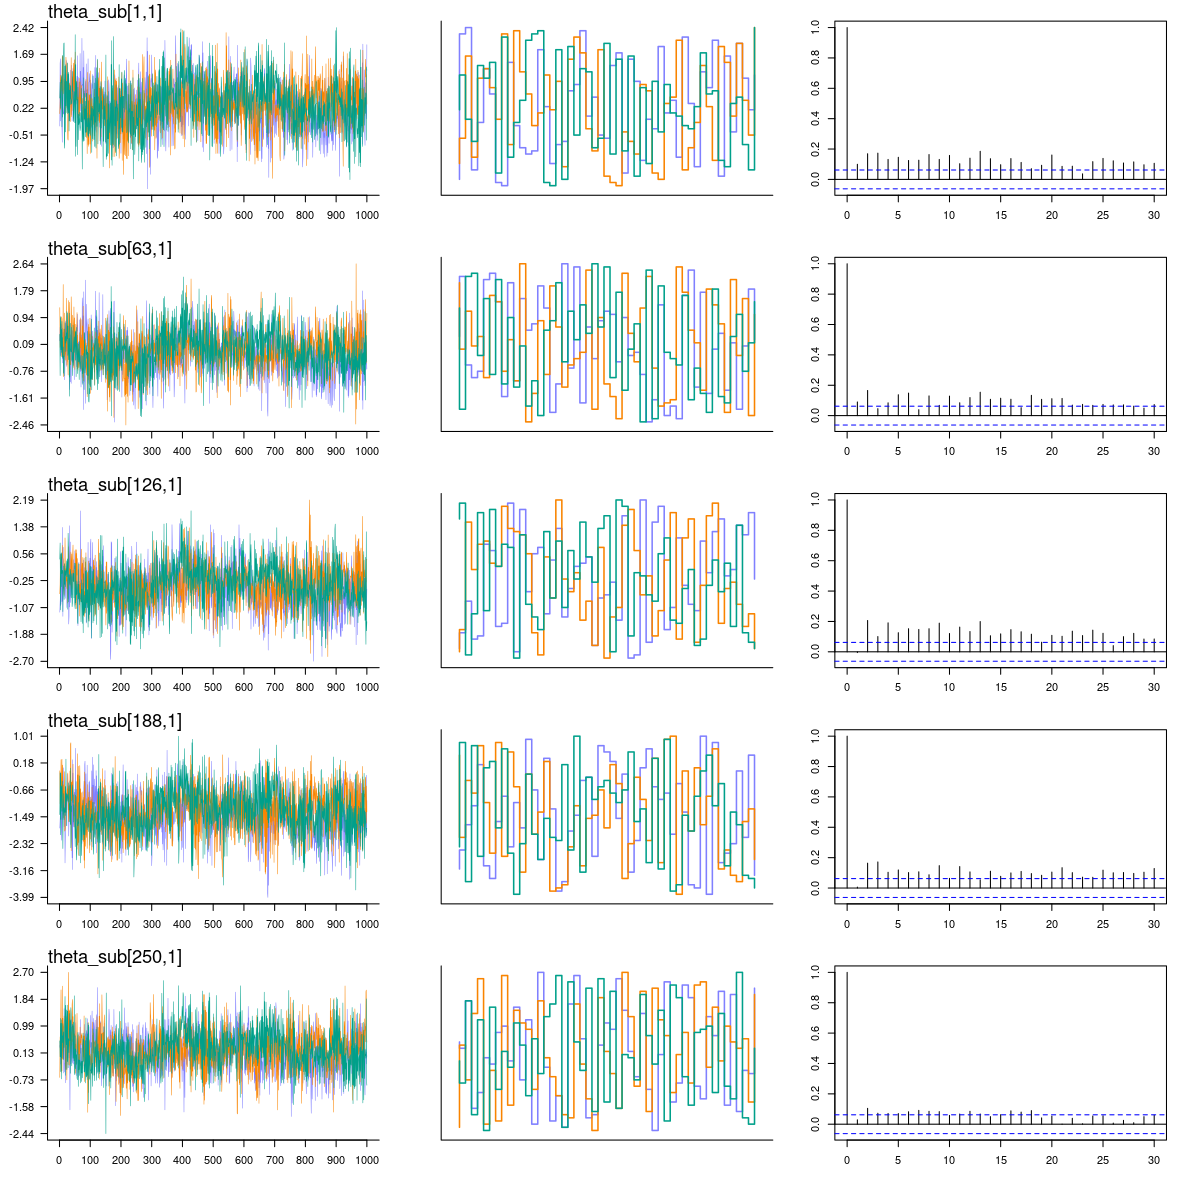 theta_sub[1,1]
2.42
1.69
0.95
0.22
-0.51
-1.24
-1.97
0 100 200 300 400 500 600 700 800 900 1000
0.0 0.2 0.4 0.6 0.8 1.0
0 5 10 15 20 25 30
theta_sub[63,1]
2.64
1.79
0.94
0.09
-0.76
-1.61
-2.46
0 100 200 300 400 500 600 700 800 900 1000
0.0 0.2 0.4 0.6 0.8 1.0
0 5 10 15 20 25 30
theta_sub[126,1]
2.19
1.38
0.56
-0.25
-1.07
-1.88
-2.70
0 100 200 300 400 500 600 700 800 900 1000
0.0 0.2 0.4 0.6 0.8 1.0
0 5 10 15 20 25 30
theta_sub[188,1]
1.01
0.18
-0.66
-1.49
-2.32
-3.16
-3.99
0 100 200 300 400 500 600 700 800 900 1000
0.0 0.2 0.4 0.6 0.8 1.0
0 5 10 15 20 25 30
theta_sub[250,1]
2.70
1.84
0.99
0.13
-0.73
-1.58
-2.44
0 100 200 300 400 500 600 700 800 900 1000
0.0 0.2 0.4 0.6 0.8 1.0
0 5 10 15 20 25 30